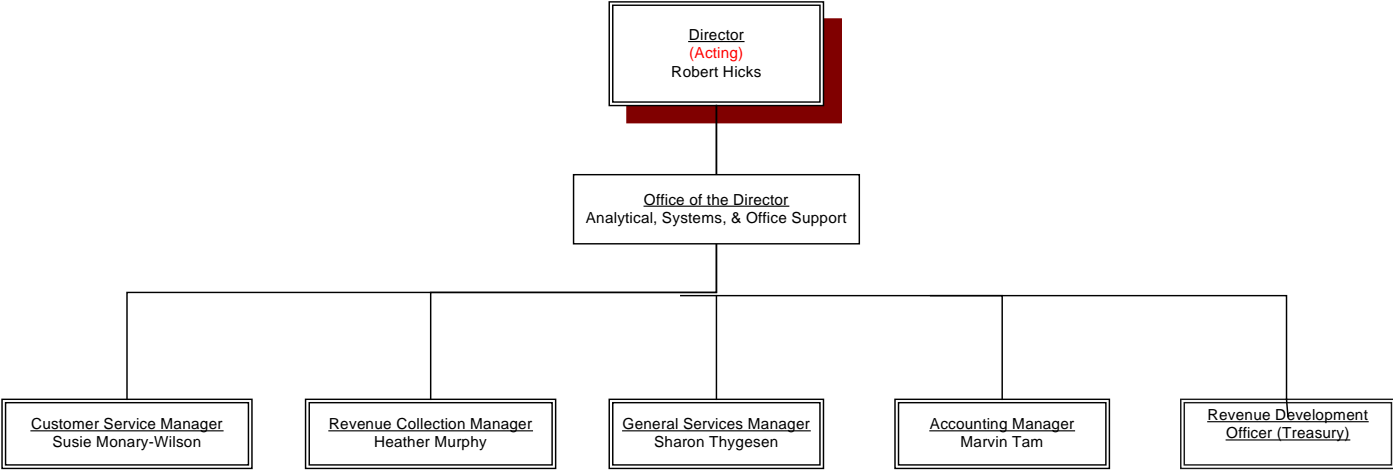 Director
(Acting)
Robert Hicks
Office of the Director
Analytical, Systems, & Office Support
Customer Service Manager
Susie Monary-Wilson
Revenue Collection Manager
Heather Murphy
General Services Manager
Sharon Thygesen
Accounting Manager
Marvin Tam
Revenue Development
Officer (Treasury)